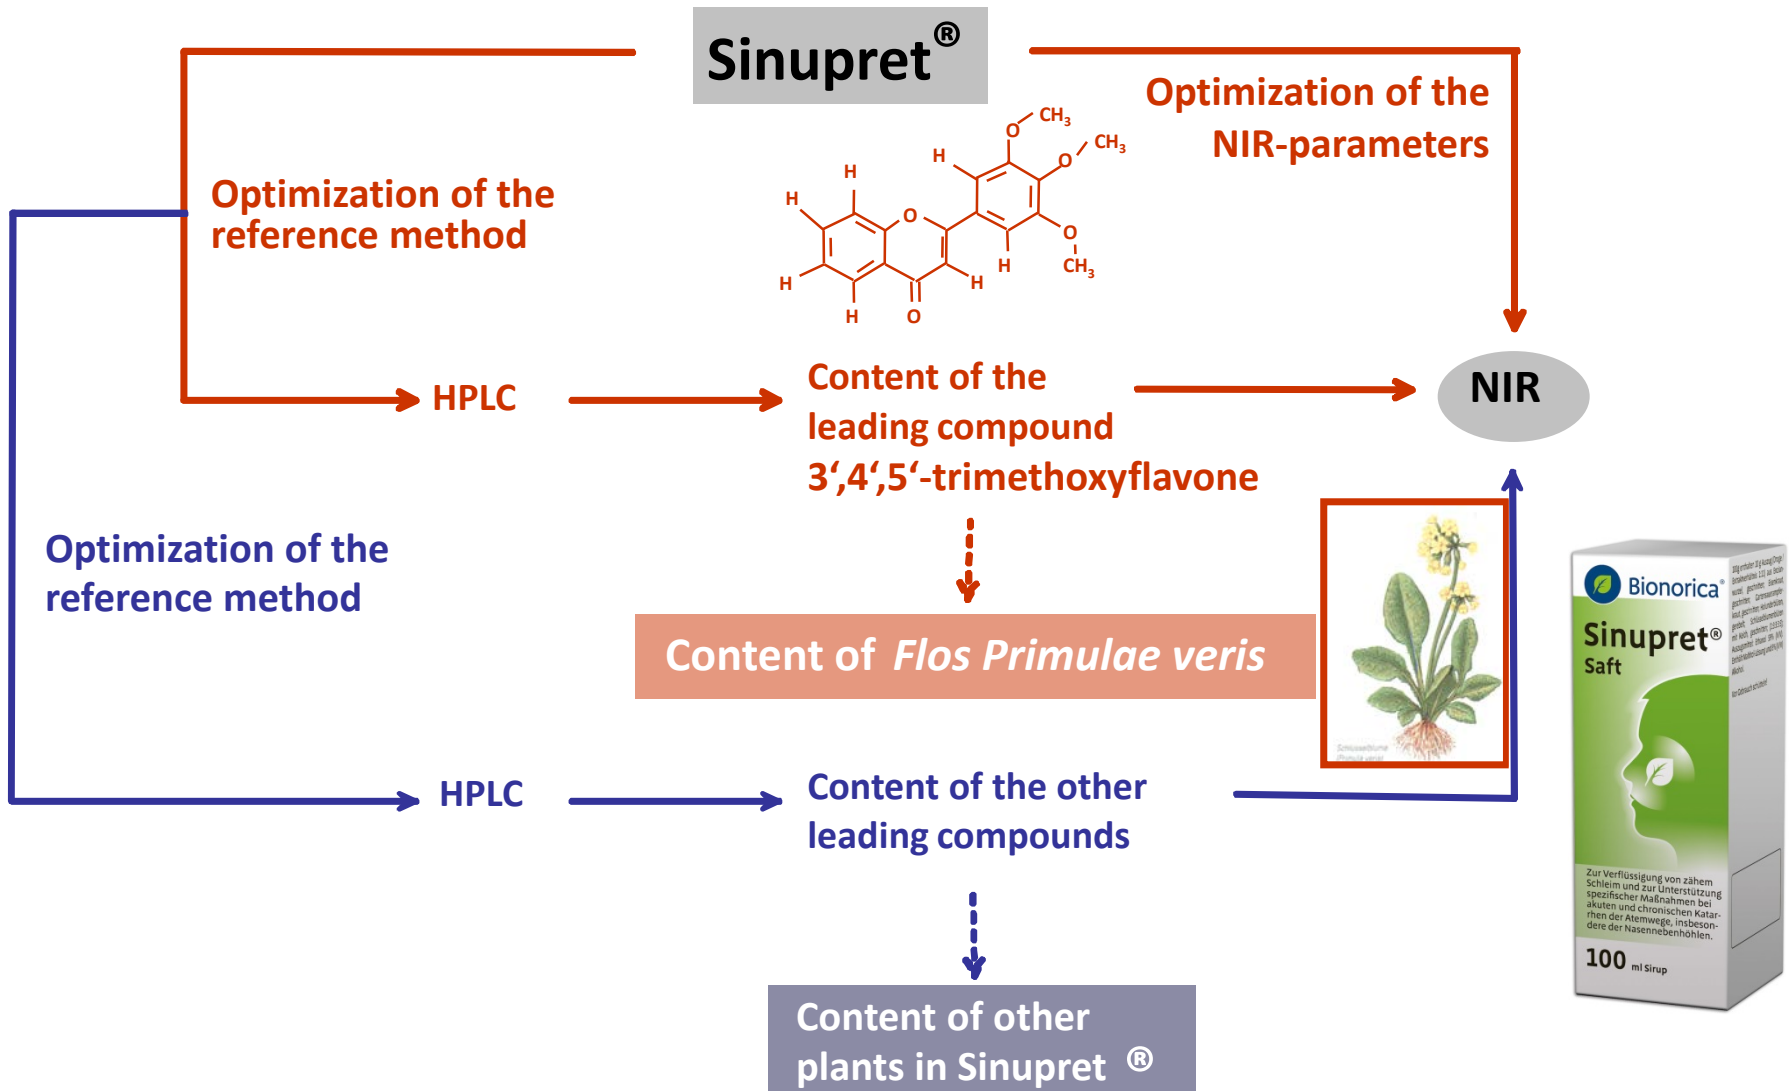 Sinupret®
Optimization of the
NIR-parameters
Optimization of the
reference method
O CH₃
O CH₃
O
CH₃
H
H
H
H
H
H
H
H
O
O
HPLC
Content of the
leading compound
3‘,4‘,5‘-trimethoxyflavone
NIR
Optimization of the
reference method
Content of Flos Primulae veris
Schlüsselblume
Primula veris
HPLC
Content of the other
leading compounds
Content of other
plants in Sinupret ®
Bionorica®
Sinupret®
Saft
Zur Verflüssigung von zähem
Schleim und zur Unterstützung
spezifischer Maßnahmen bei
akuten und chronischen Katar-
rhen der Atemwege, insbeson-
dere der Nasennebenhöhlen.
100 ml Sirup